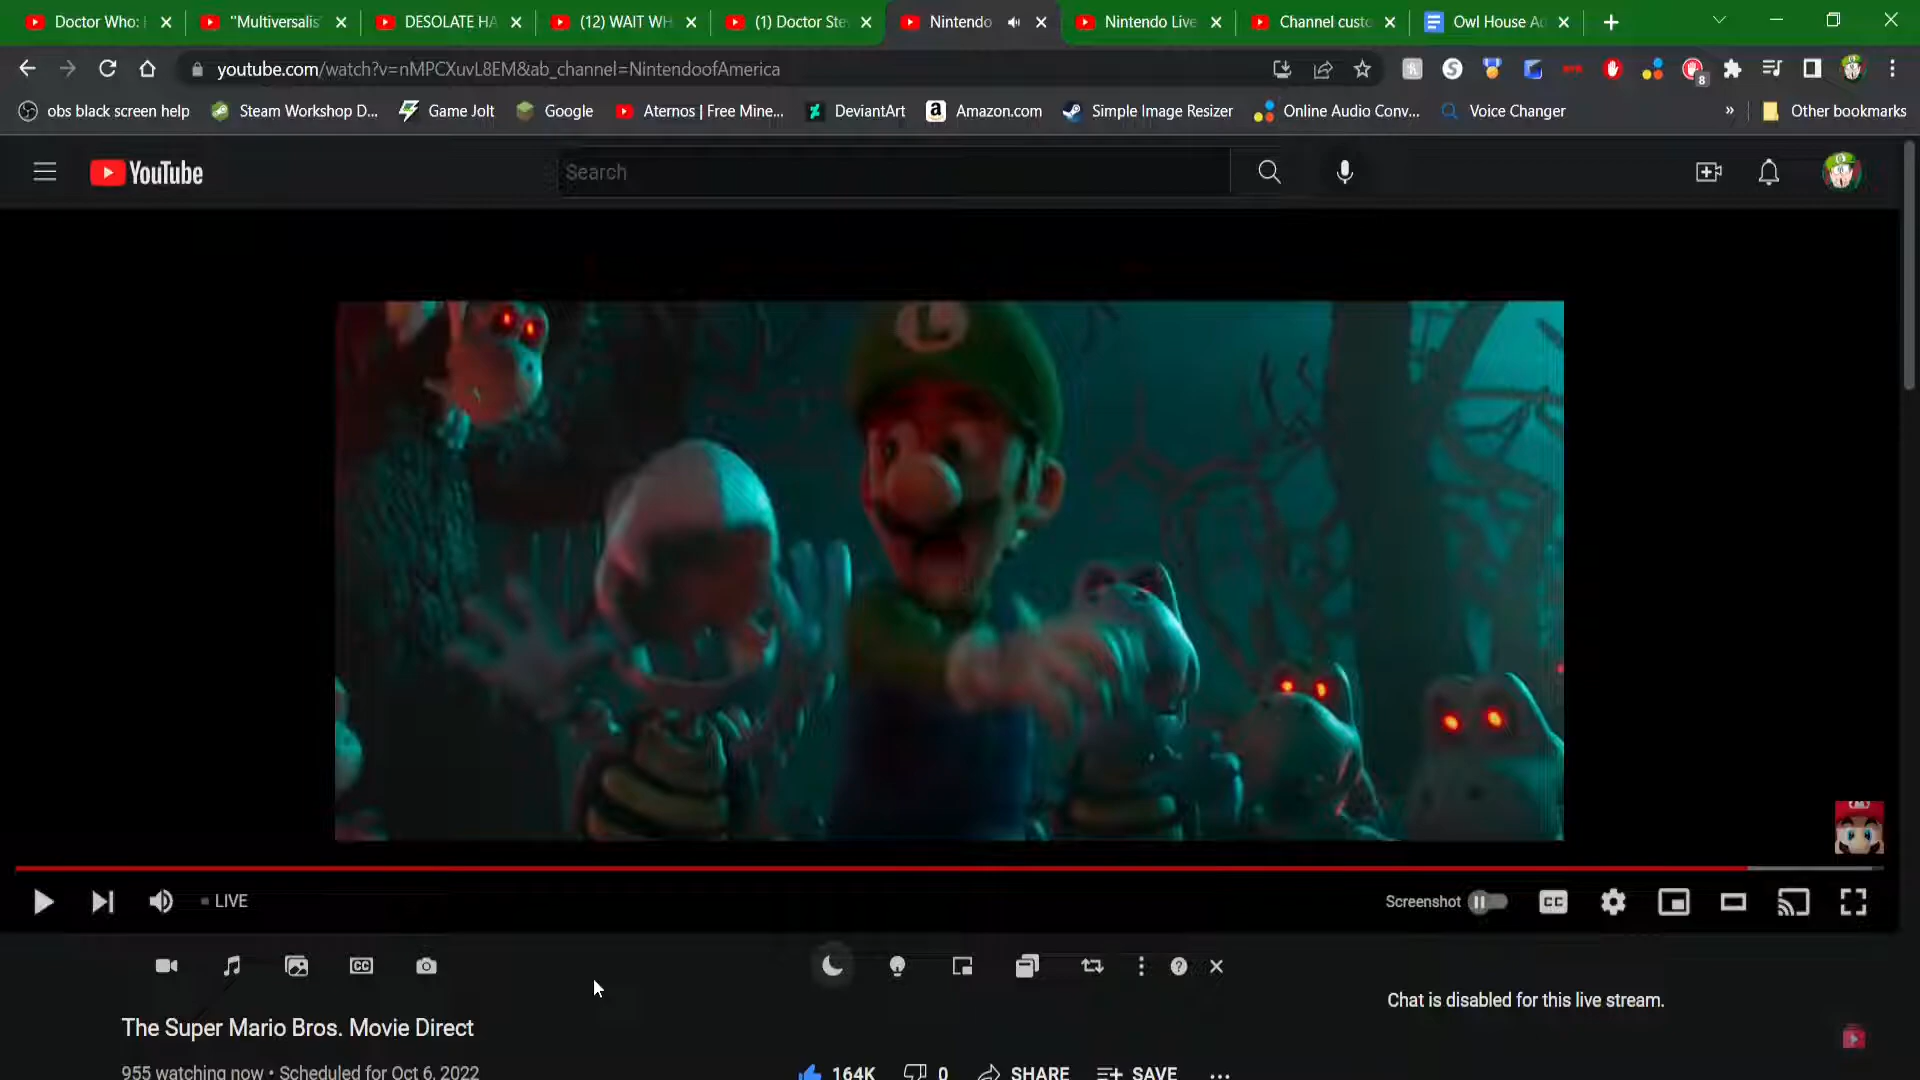 Doctor Who: "Multiversalis DESOLATE HA (12) WAIT WH (1) Doctor Ste Nintendo Nintendo Live Channel custo Owl House Ad
youtube.com/watch?v=nMPCXuvL8EM&ab_channel=NintendoofAmerica
8
obs black screen help Steam Workshop D... Game Jolt Google Aternos | Free Mine... DeviantArt Amazon.com Simple Image Resizer Online Audio Conv... Voice Changer » Other bookmarks
YouTube Search
L
M
LIVE Screenshot CC
CC
Chat is disabled for this live stream.
The Super Mario Bros. Movie Direct
955 watching now • Scheduled for Oct 6, 2022 164K 0 SHARE SAVE ...